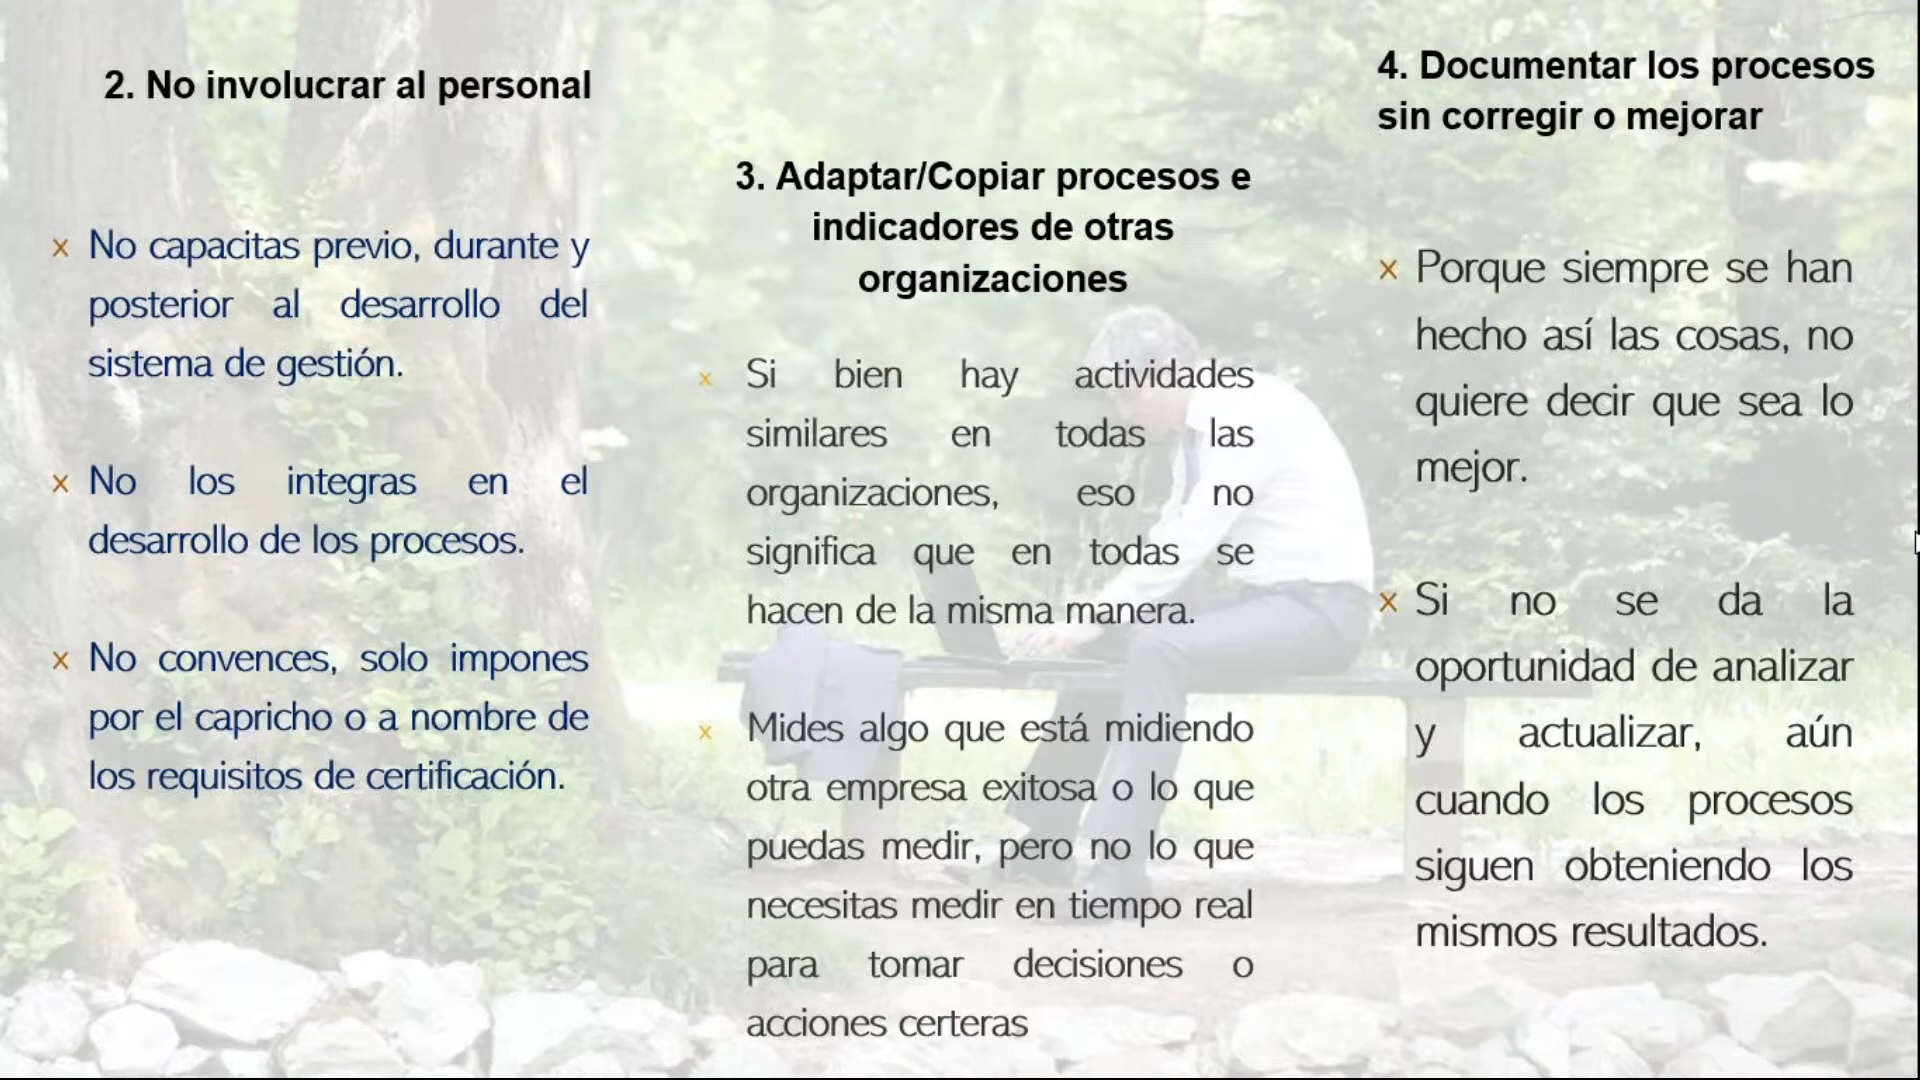 2. No involucrar al personal
× No capacitas previo, durante y
posterior al desarrollo del
sistema de gestión.
× No los integras en el
desarrollo de los procesos.
× No convences, solo impones
por el capricho o a nombre de
los requisitos de certificación.
3. Adaptar/Copiar procesos e
indicadores de otras
organizaciones
× Si bien hay actividades
similares en todas las
organizaciones, eso no
significa que en todas se
hacen de la misma manera.
× Mides algo que está midiendo
otra empresa exitosa o lo que
puedas medir, pero no lo que
necesitas medir en tiempo real
para tomar decisiones o
acciones certeras
4. Documentar los procesos
sin corregir o mejorar
× Porque siempre se han
hecho así las cosas, no
quiere decir que sea lo
mejor.
× Si no se da la
oportunidad de analizar
y actualizar, aún
cuando los procesos
siguen obteniendo los
mismos resultados.